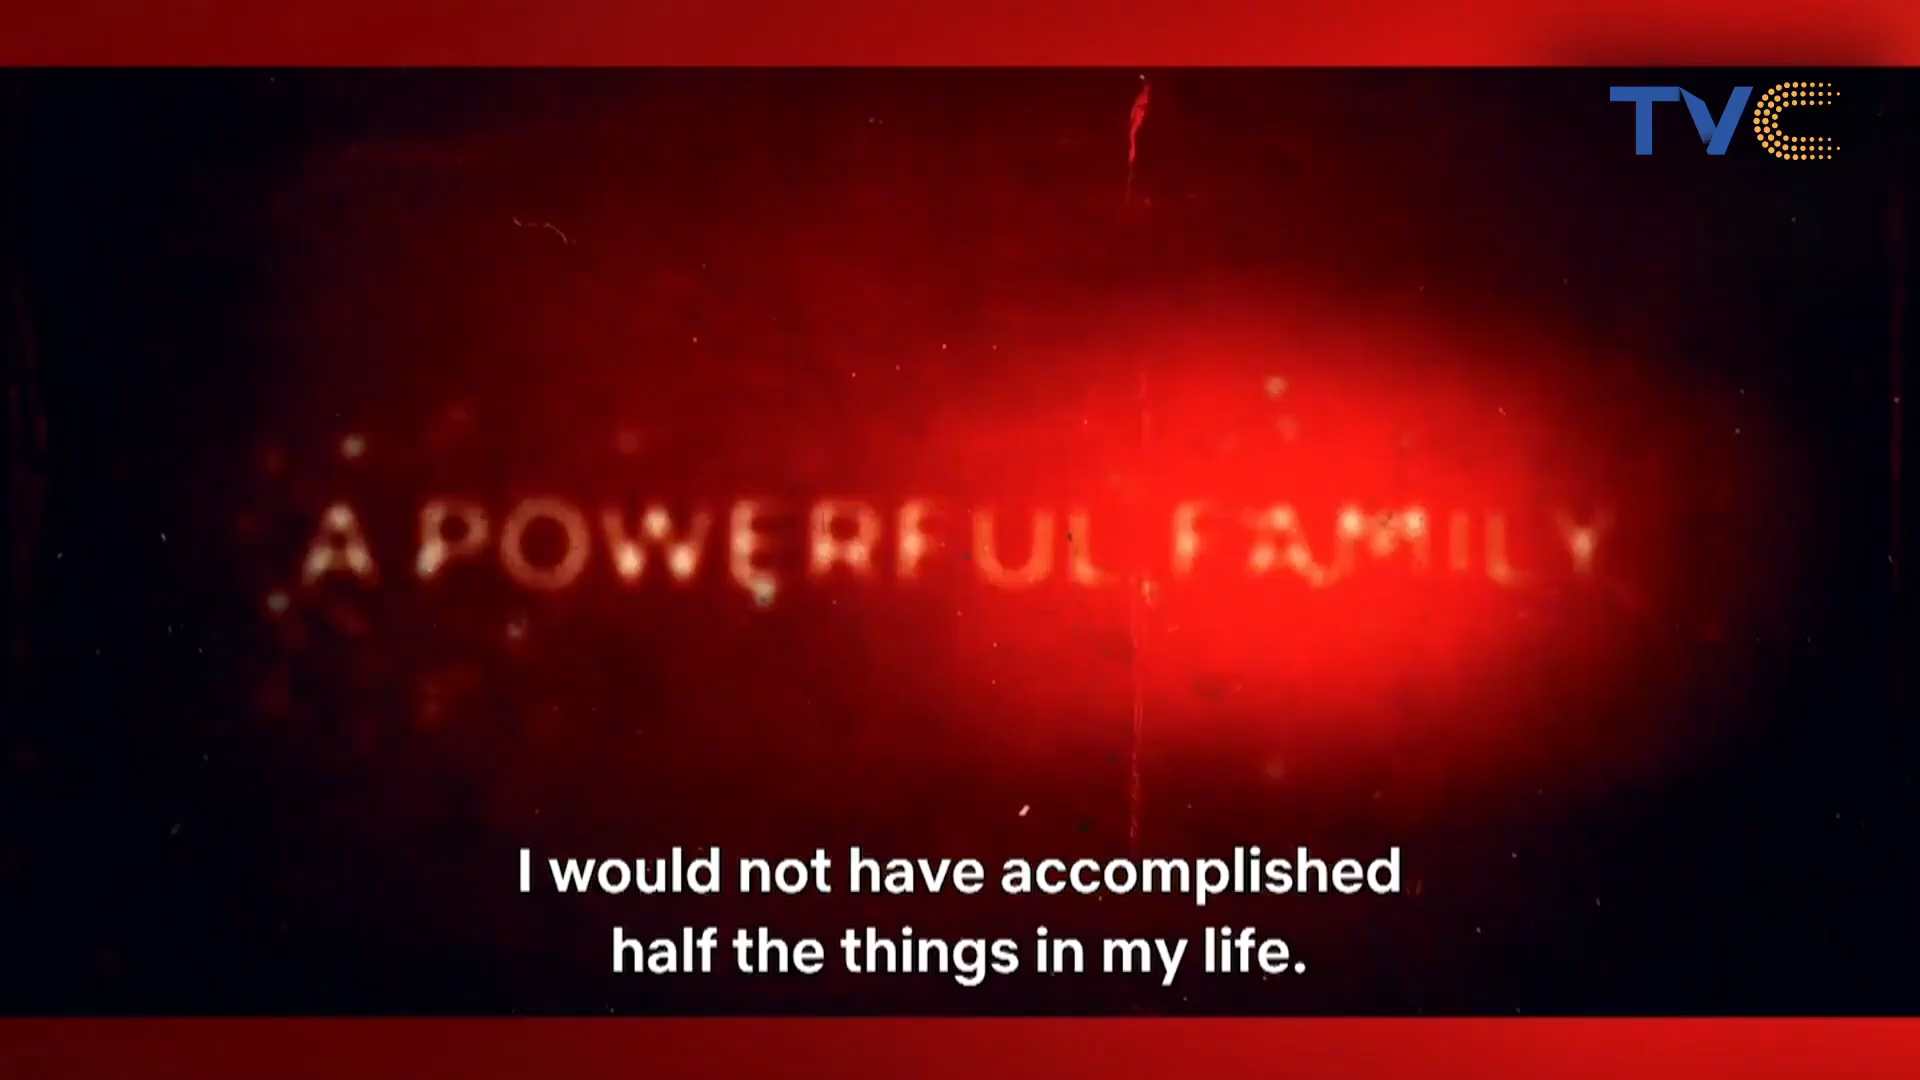 TVC
A POWERFUL FAMILY
I would not have accomplished
half the things in my life.